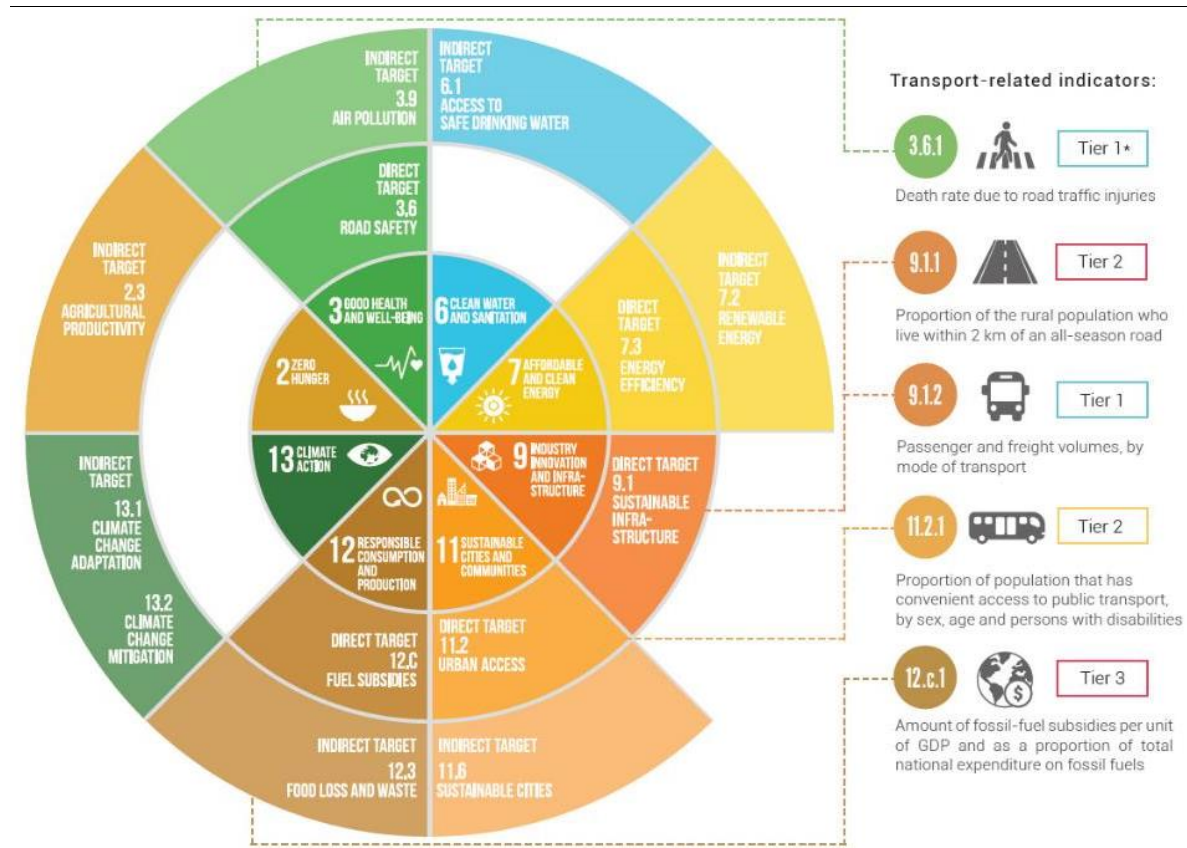 INDIRECT
TARGET
3.9
AIR POLLUTION
INDIRECT
TARGET
6.1
ACCESS TO
SAFE DRINKING WATER
DIRECT
TARGET
3.6
ROAD SAFETY
INDIRECT
TARGET
2.3
AGRICULTURAL
PRODUCTIVITY
INDIRECT
TARGET
7.2
RENEWABLE
ENERGY
DIRECT
TARGET
7.3
ENERGY
EFFICIENCY
3 GOOD HEALTH
AND WELL-BEING
6 CLEAN WATER
AND SANITATION
2 ZERO
HUNGER
7 AFFORDABLE
AND CLEAN
ENERGY
13 CLIMATE
ACTION
9 INDUSTRY
INNOVATION
AND INFRA-
STRUCTURE
12 RESPONSIBLE
CONSUMPTION
AND
PRODUCTION
11 SUSTAINABLE
CITIES AND
COMMUNITIES
DIRECT TARGET
9.1
SUSTAINABLE
INFRA-
STRUCTURE
INDIRECT
TARGET
13.1
CLIMATE
CHANGE
ADAPTATION
13.2
CLIMATE
CHANGE
MITIGATION
DIRECT TARGET
12.C
FUEL SUBSIDIES
DIRECT TARGET
11.2
URBAN ACCESS
INDIRECT TARGET
12.3
FOOD LOSS AND WASTE
INDIRECT TARGET
11.6
SUSTAINABLE CITIES
Transport-related indicators:
3.6.1
Tier 1*
Death rate due to road traffic injuries
9.1.1
Tier 2
Proportion of the rural population who
live within 2 km of an all-season road
9.1.2
Tier 1
Passenger and freight volumes, by
mode of transport
11.2.1
Tier 2
Proportion of population that has
convenient access to public transport,
by sex, age and persons with disabilities
12.c.1
$
Tier 3
Amount of fossil-fuel subsidies per unit
of GDP and as a proportion of total
national expenditure on fossil fuels